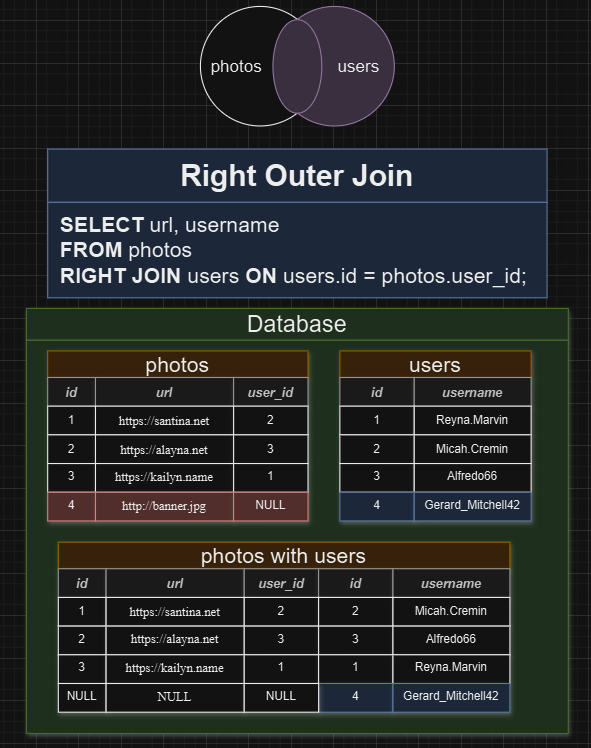 photos users
Right Outer Join
SELECT url, username
FROM photos
RIGHT JOIN users ON users.id = photos.user_id;
Database
photos
id url user_id
1 https://santina.net 2
2 https://alayna.net 3
3 https://kailyn.name 1
4 http://banner.jpg NULL
users
id username
1 Reyna.Marvin
2 Micah.Cremin
3 Alfredo66
4 Gerard_Mitchell42
photos with users
id url user_id id username
1 https://santina.net 2 2 Micah.Cremin
2 https://alayna.net 3 3 Alfredo66
3 https://kailyn.name 1 1 Reyna.Marvin
NULL NULL NULL 4 Gerard_Mitchell42